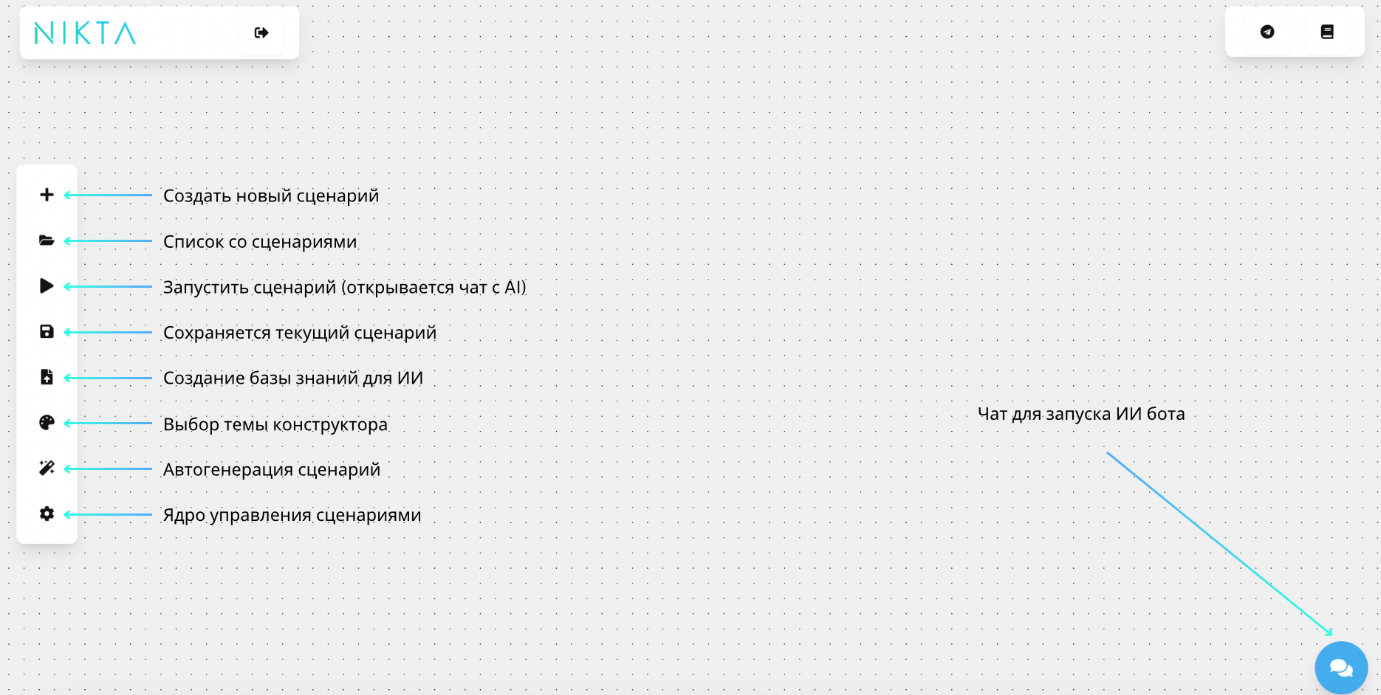 NIKTA
Создать новый сценарий
Список со сценариями
Запустить сценарий (открывается чат с AI)
Сохраняется текущий сценарий
Создание базы знаний для ИИ
Выбор темы конструктора
Чат для запуска ИИ бота
Автогенерация сценарий
Ядро управления сценариями